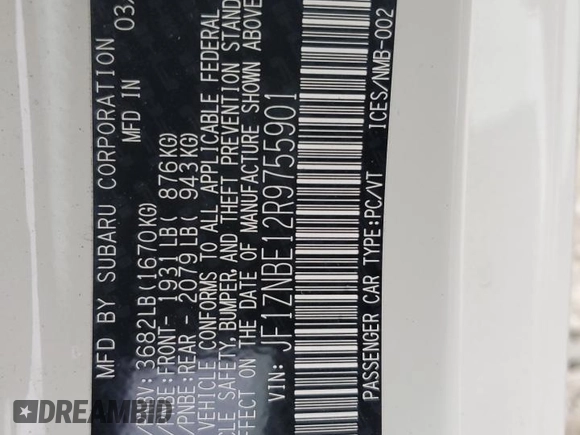 MFD BY SUBARU CORPORATION 03/
MFD IN
BV: 3682LB(1670KG)
BE:FRONT- 1931LB( 876KG)
/PNBE:REAR - 2079LB( 943KG)
VEHICLE CONFORMS TO ALL APPLICABLE FEDERAL
SAFETY, BUMPER, AND THEFT PREVENTION STAND
EFFECT ON THE DATE OF MANUFACTURE SHOWN ABOVE
VIN: JF1ZNBE12R9755901
PASSENGER CAR TYPE:PC/VT ICES/NMB-002
DREAMBID